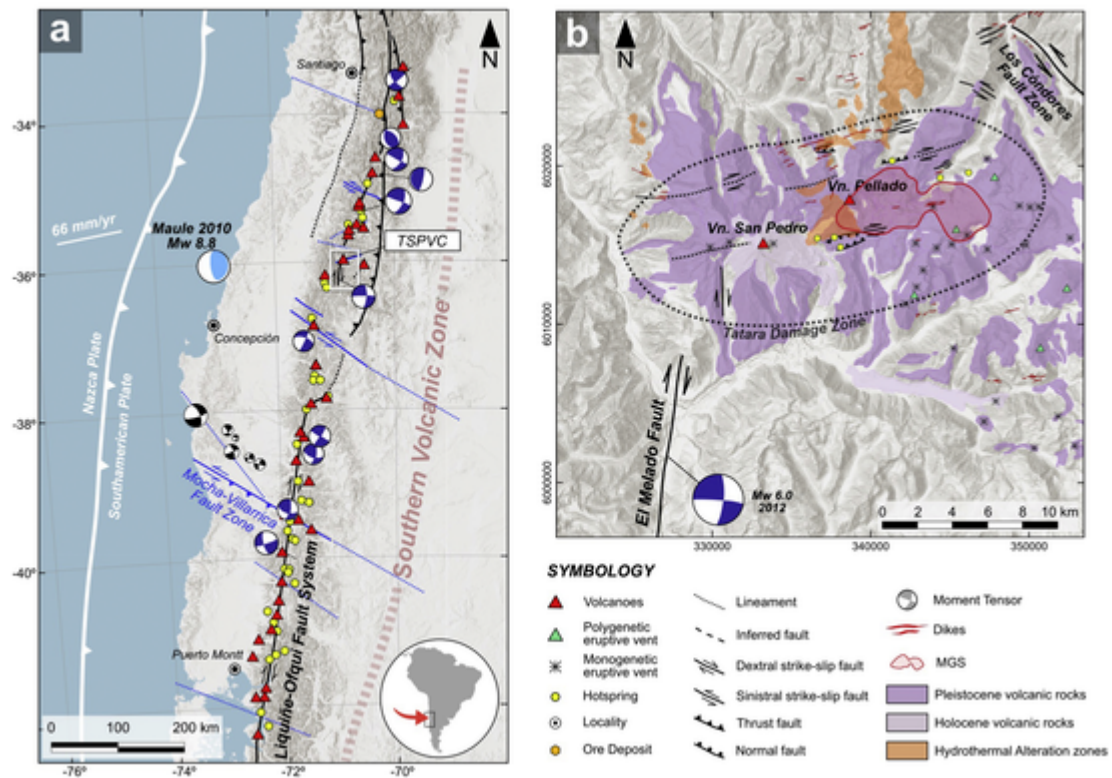 a
N
Santiago
-34°
66 mm/yr
Maule 2010
Mw 8.8
TSPVC
-36°
Concepción
Nazca Plate
Southamerican Plate
-38°
Mocha-Villarrica
Fault Zone
Southern Volcanic Zone
-40°
Liquiñe-Ofqui Fault System
Puerto Montt
0 100 200 km
-76° -74° -72° -70°
b
N
Los Cóndores
Fault Zone
6020000
Vn. Pellado
Vn. San Pedro
6010000
Tatara Damage Zone
El Melado Fault
6000000
Mw 6.0
2012
0 2 4 6 8 10 km
330000 340000 350000
SYMBOLOGY
Volcanoes
Polygenetic
eruptive vent
Monogenetic
eruptive vent
Hotspring
Locality
Ore Deposit
Lineament
Inferred fault
Dextral strike-slip fault
Sinistral strike-slip fault
Thrust fault
Normal fault
Moment Tensor
Dikes
MGS
Pleistocene volcanic rocks
Holocene volcanic rocks
Hydrothermal Alteration zones